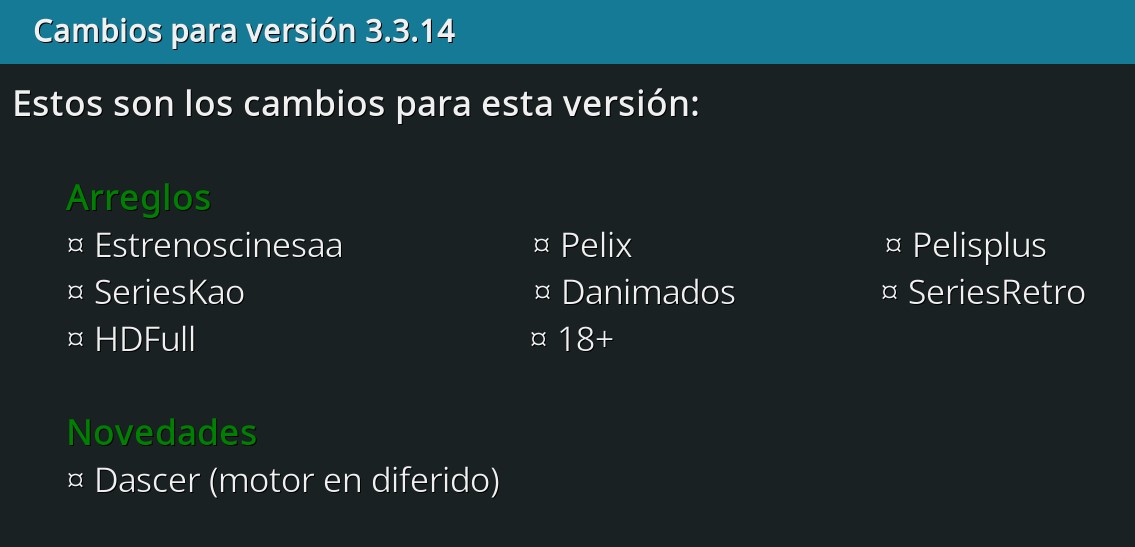 Cambios para versión 3.3.14
Estos son los cambios para esta versión:
Arreglos
¤ Estrenoscinesaa ¤ Pelix ¤ Pelisplus
¤ SeriesKao ¤ Danimados ¤ SeriesRetro
¤ HDFull ¤ 18+
Novedades
¤ Dascer (motor en diferido)